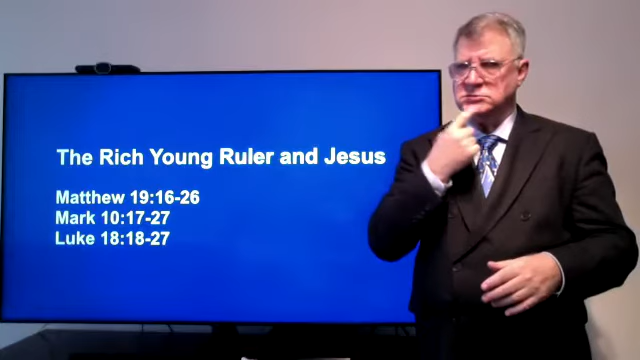 The Rich Young Ruler and Jesus
Matthew 19:16-26
Mark 10:17-27
Luke 18:18-27